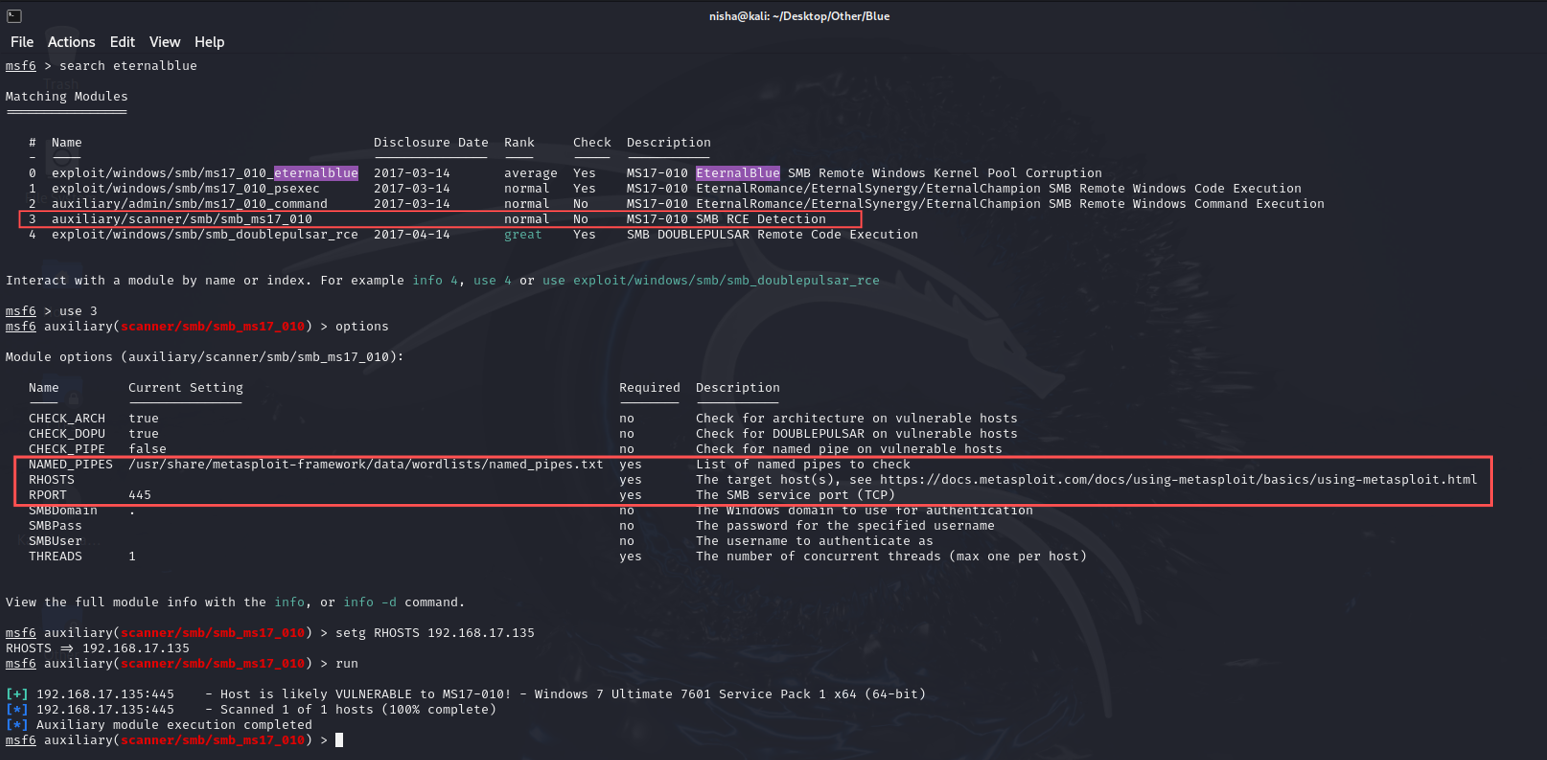 nisha@kali: ~/Desktop/Other/Blue
File Actions Edit View Help
msf6 > search eternalblue
Matching Modules
================
# Name Disclosure Date Rank Check Description
- ---- --------------- ---- ----- -----------
0 exploit/windows/smb/ms17_010_eternalblue 2017-03-14 average Yes MS17-010 EternalBlue SMB Remote Windows Kernel Pool Corruption
1 exploit/windows/smb/ms17_010_psexec 2017-03-14 normal Yes MS17-010 EternalRomance/EternalSynergy/EternalChampion SMB Remote Windows Code Execution
2 auxiliary/admin/smb/ms17_010_command 2017-03-14 normal No MS17-010 EternalRomance/EternalSynergy/EternalChampion SMB Remote Windows Command Execution
3 auxiliary/scanner/smb/smb_ms17_010 normal No MS17-010 SMB RCE Detection
4 exploit/windows/smb/smb_doublepulsar_rce 2017-04-14 great Yes SMB DOUBLEPULSAR Remote Code Execution
Interact with a module by name or index. For example info 4, use 4 or use exploit/windows/smb/smb_doublepulsar_rce
msf6 > use 3
msf6 auxiliary(scanner/smb/smb_ms17_010) > options
Module options (auxiliary/scanner/smb/smb_ms17_010):
Name Current Setting Required Description
---- --------------- -------- -----------
CHECK_ARCH true no Check for architecture on vulnerable hosts
CHECK_DOPU true no Check for DOUBLEPULSAR on vulnerable hosts
CHECK_PIPE false no Check for named pipe on vulnerable hosts
NAMED_PIPES /usr/share/metasploit-framework/data/wordlists/named_pipes.txt yes List of named pipes to check
RHOSTS yes The target host(s), see https://docs.metasploit.com/docs/using-metasploit/basics/using-metasploit.html
RPORT 445 yes The SMB service port (TCP)
SMBDomain . no The Windows domain to use for authentication
SMBPass no The password for the specified username
SMBUser no The username to authenticate as
THREADS 1 yes The number of concurrent threads (max one per host)
View the full module info with the info, or info -d command.
msf6 auxiliary(scanner/smb/smb_ms17_010) > setg RHOSTS 192.168.17.135
RHOSTS => 192.168.17.135
msf6 auxiliary(scanner/smb/smb_ms17_010) > run
[+] 192.168.17.135:445 - Host is likely VULNERABLE to MS17-010! - Windows 7 Ultimate 7601 Service Pack 1 x64 (64-bit)
[*] 192.168.17.135:445 - Scanned 1 of 1 hosts (100% complete)
[*] Auxiliary module execution completed
msf6 auxiliary(scanner/smb/smb_ms17_010) >